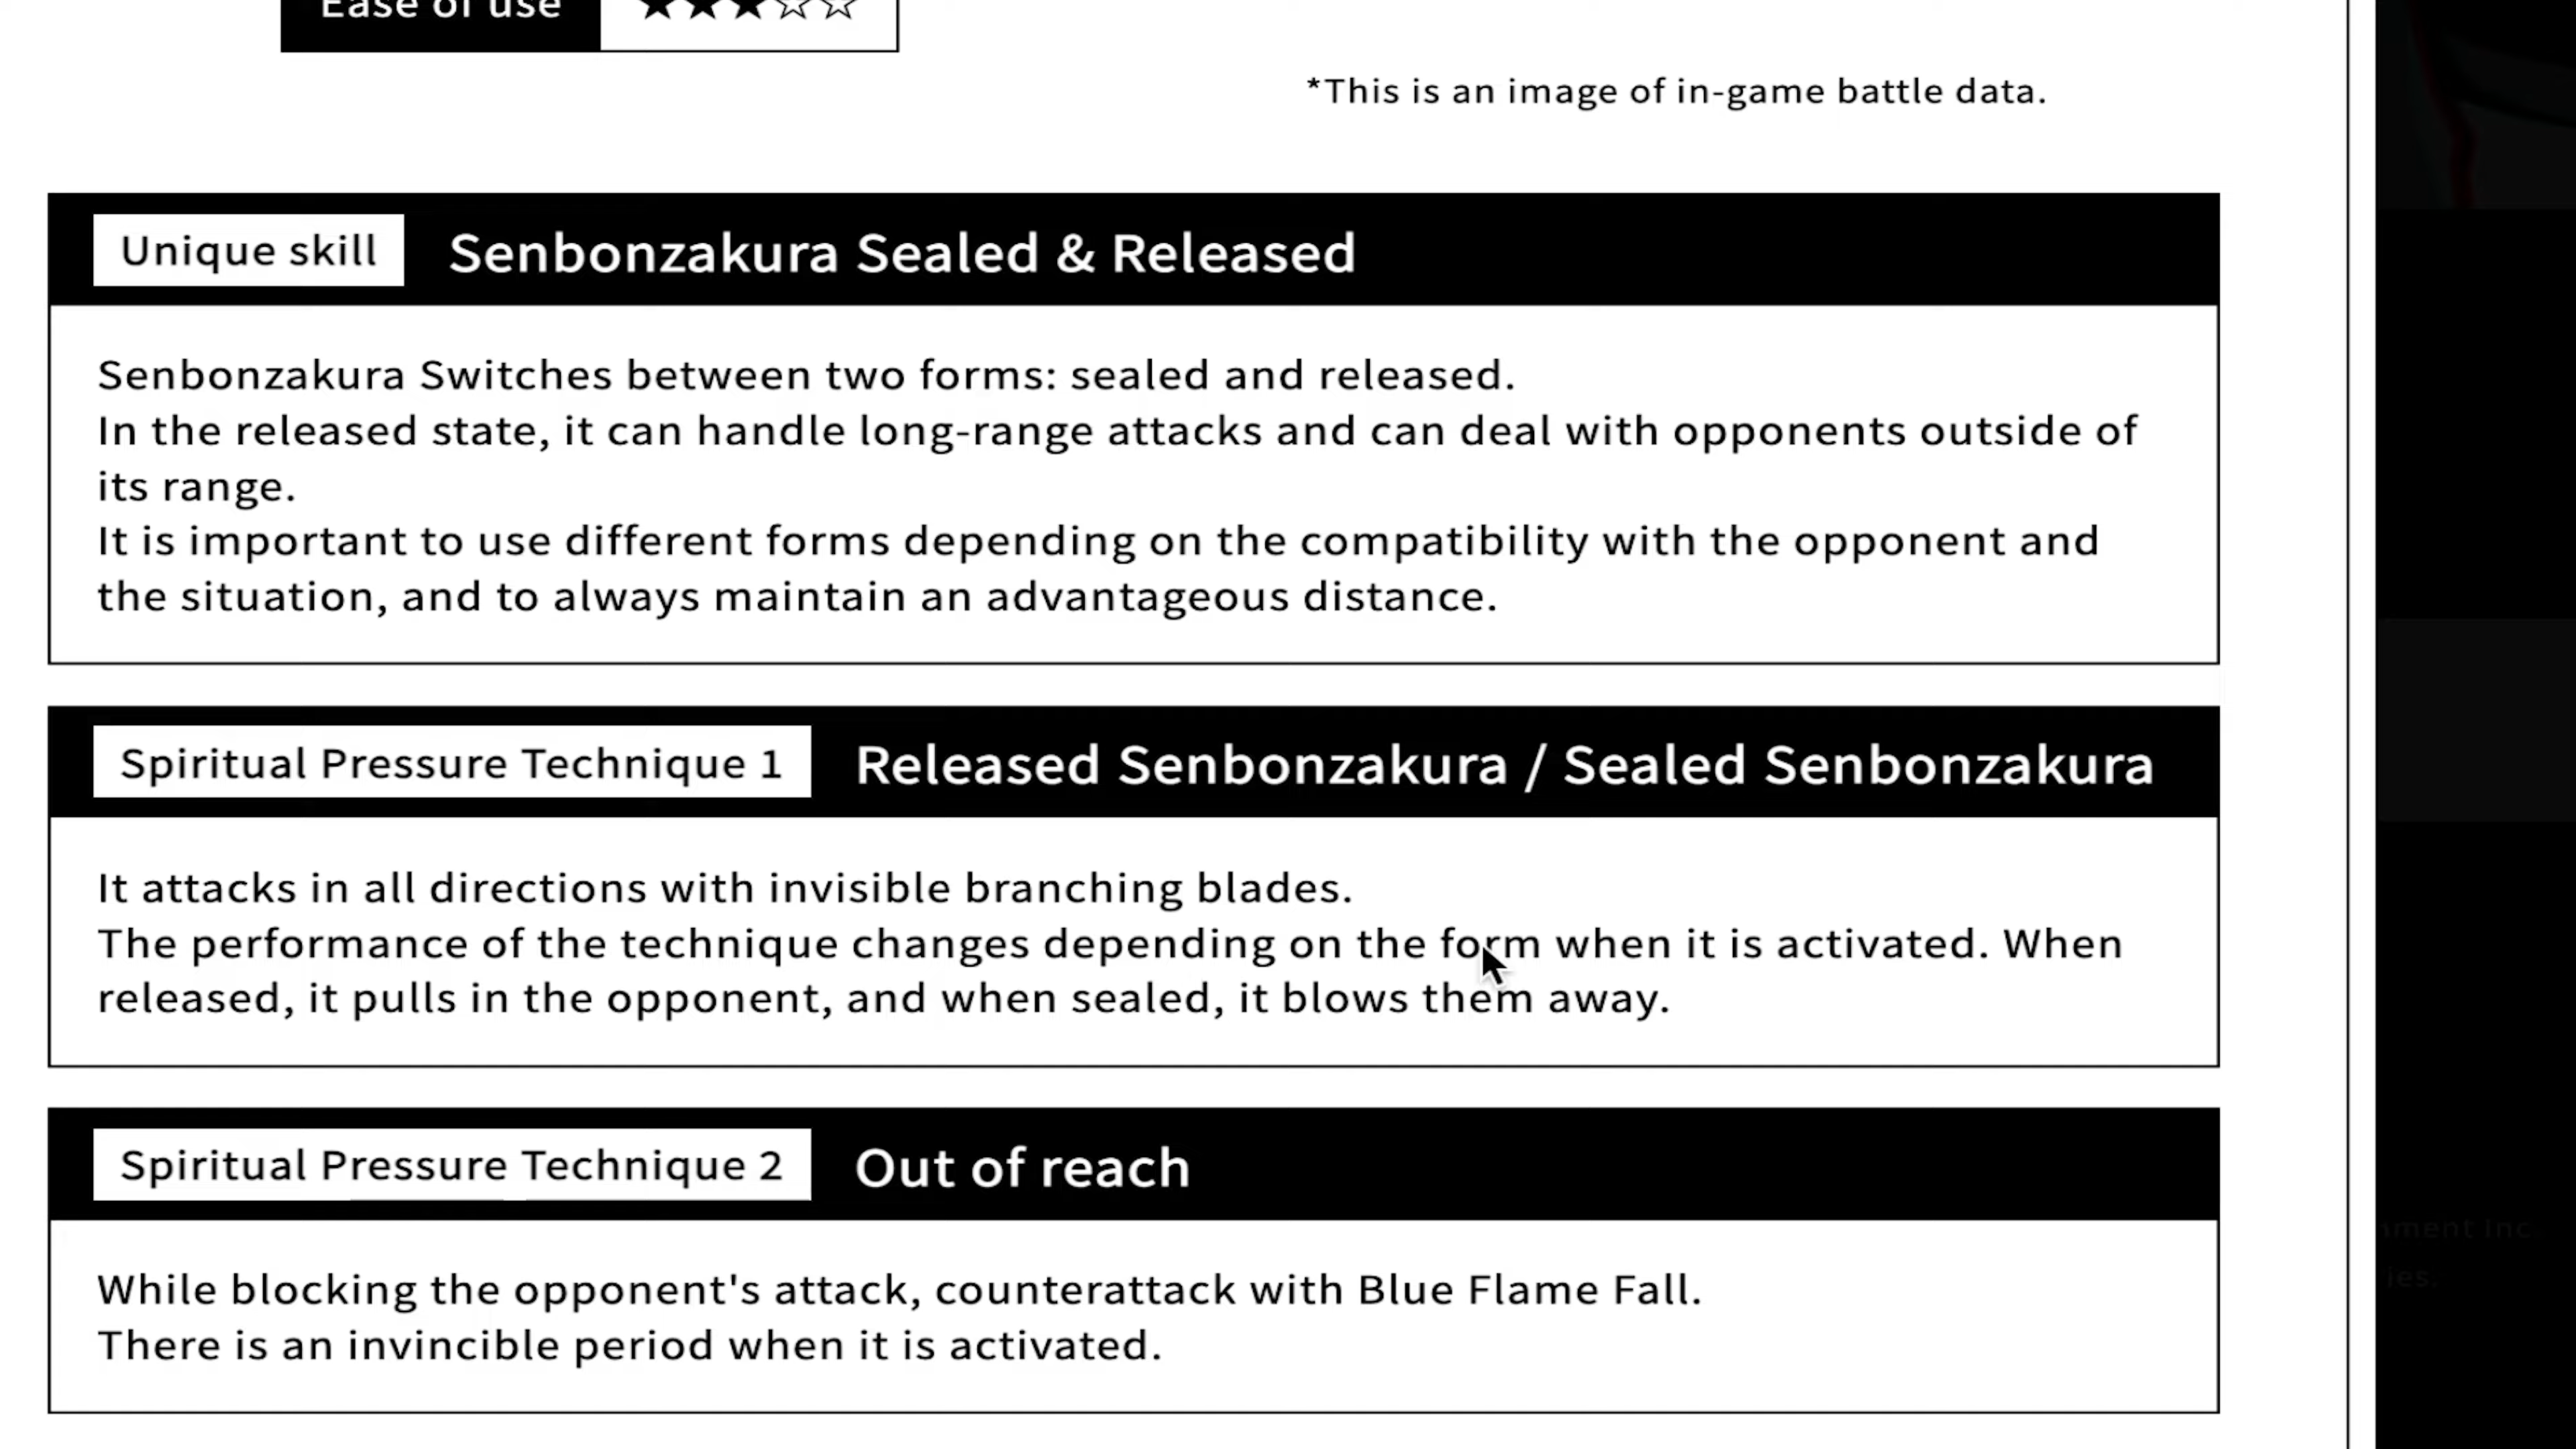 Ease of use ★★★☆☆
*This is an image of in-game battle data.
Unique skill Senbonzakura Sealed & Released
Senbonzakura Switches between two forms: sealed and released.
In the released state, it can handle long-range attacks and can deal with opponents outside of
its range.
It is important to use different forms depending on the compatibility with the opponent and
the situation, and to always maintain an advantageous distance.
Spiritual Pressure Technique 1 Released Senbonzakura / Sealed Senbonzakura
It attacks in all directions with invisible branching blades.
The performance of the technique changes depending on the form when it is activated. When
released, it pulls in the opponent, and when sealed, it blows them away.
Spiritual Pressure Technique 2 Out of reach
While blocking the opponent's attack, counterattack with Blue Flame Fall.
There is an invincible period when it is activated.